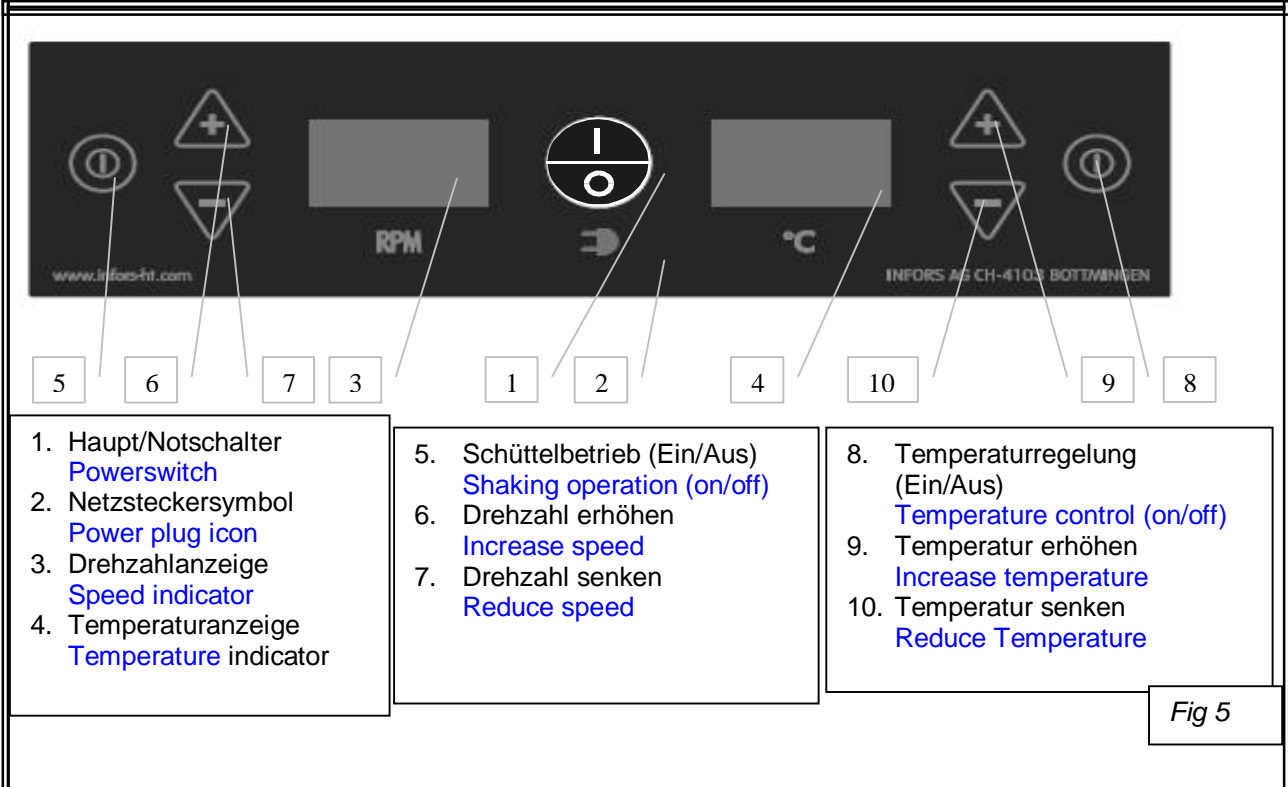 I
O
RPM
°C
www.infors-ht.com
INFORS AG CH-4103 BOTTMINGEN
5 6 7 3 1 2 4 10 9 8
1. Haupt/Notschalter
Powerswitch
2. Netzsteckersymbol
Power plug icon
3. Drehzahlanzeige
Speed indicator
4. Temperaturanzeige
Temperature indicator
5. Schüttelbetrieb (Ein/Aus)
Shaking operation (on/off)
6. Drehzahl erhöhen
Increase speed
7. Drehzahl senken
Reduce speed
8. Temperaturregelung
(Ein/Aus)
Temperature control (on/off)
9. Temperatur erhöhen
Increase temperature
10. Temperatur senken
Reduce Temperature
Fig 5